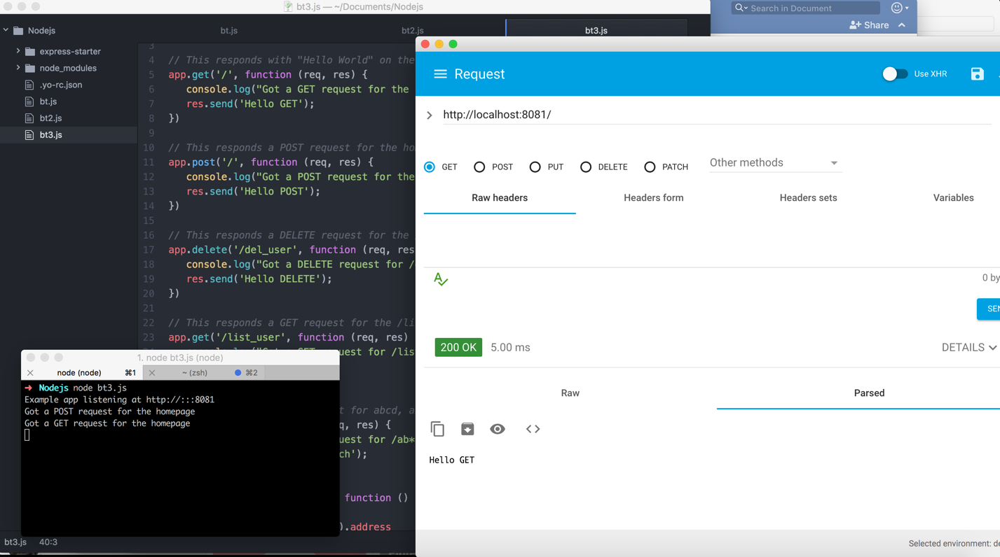 bt3.js — ~/Documents/Nodejs
Search in Document
Share
Nodejs
express-starter
node_modules
.yo-rc.json
bt.js
bt2.js
bt3.js
bt.js
bt2.js
bt3.js
3
4 // This responds with "Hello World" on the
5 app.get('/', function (req, res) {
6 console.log("Got a GET request for the
7 res.send('Hello GET');
8 })
9
10 // This responds a POST request for the ho
11 app.post('/', function (req, res) {
12 console.log("Got a POST request for the
13 res.send('Hello POST');
14 })
15
16 // This responds a DELETE request for the
17 app.delete('/del_user', function (req, res
18 console.log("Got a DELETE request for /
19 res.send('Hello DELETE');
20 })
21
22 // This responds a GET request for the /li
23 app.get('/list_user', function (req, res)
GET request for /lis
t for abcd, a
q, res) {
uest for /ab*
ch');
function ()
).address
bt3.js 40:3
1. node bt3.js (node)
node (node) ⌘1
~ (zsh) ⌘2
➜ Nodejs node bt3.js
Example app listening at http://:::8081
Got a POST request for the homepage
Got a GET request for the homepage
Request
Use XHR
http://localhost:8081/
GET POST PUT DELETE PATCH Other methods
Raw headers Headers form Headers sets Variables
0 by
SEN
200 OK 5.00 ms DETAILS
Raw Parsed
Hello GET
Selected environment: de